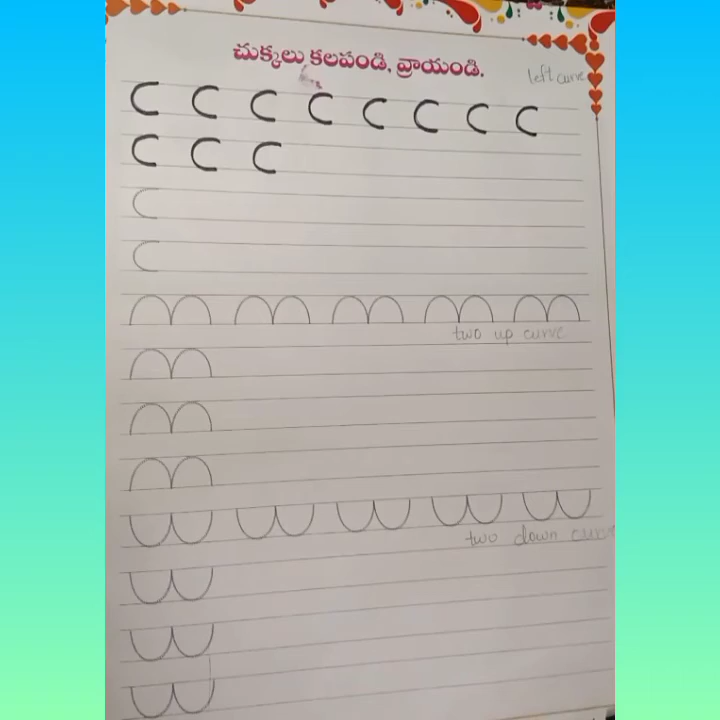 చుక్కలు కలపండి, వ్రాయండి.
left curve
two up curve
two down curve